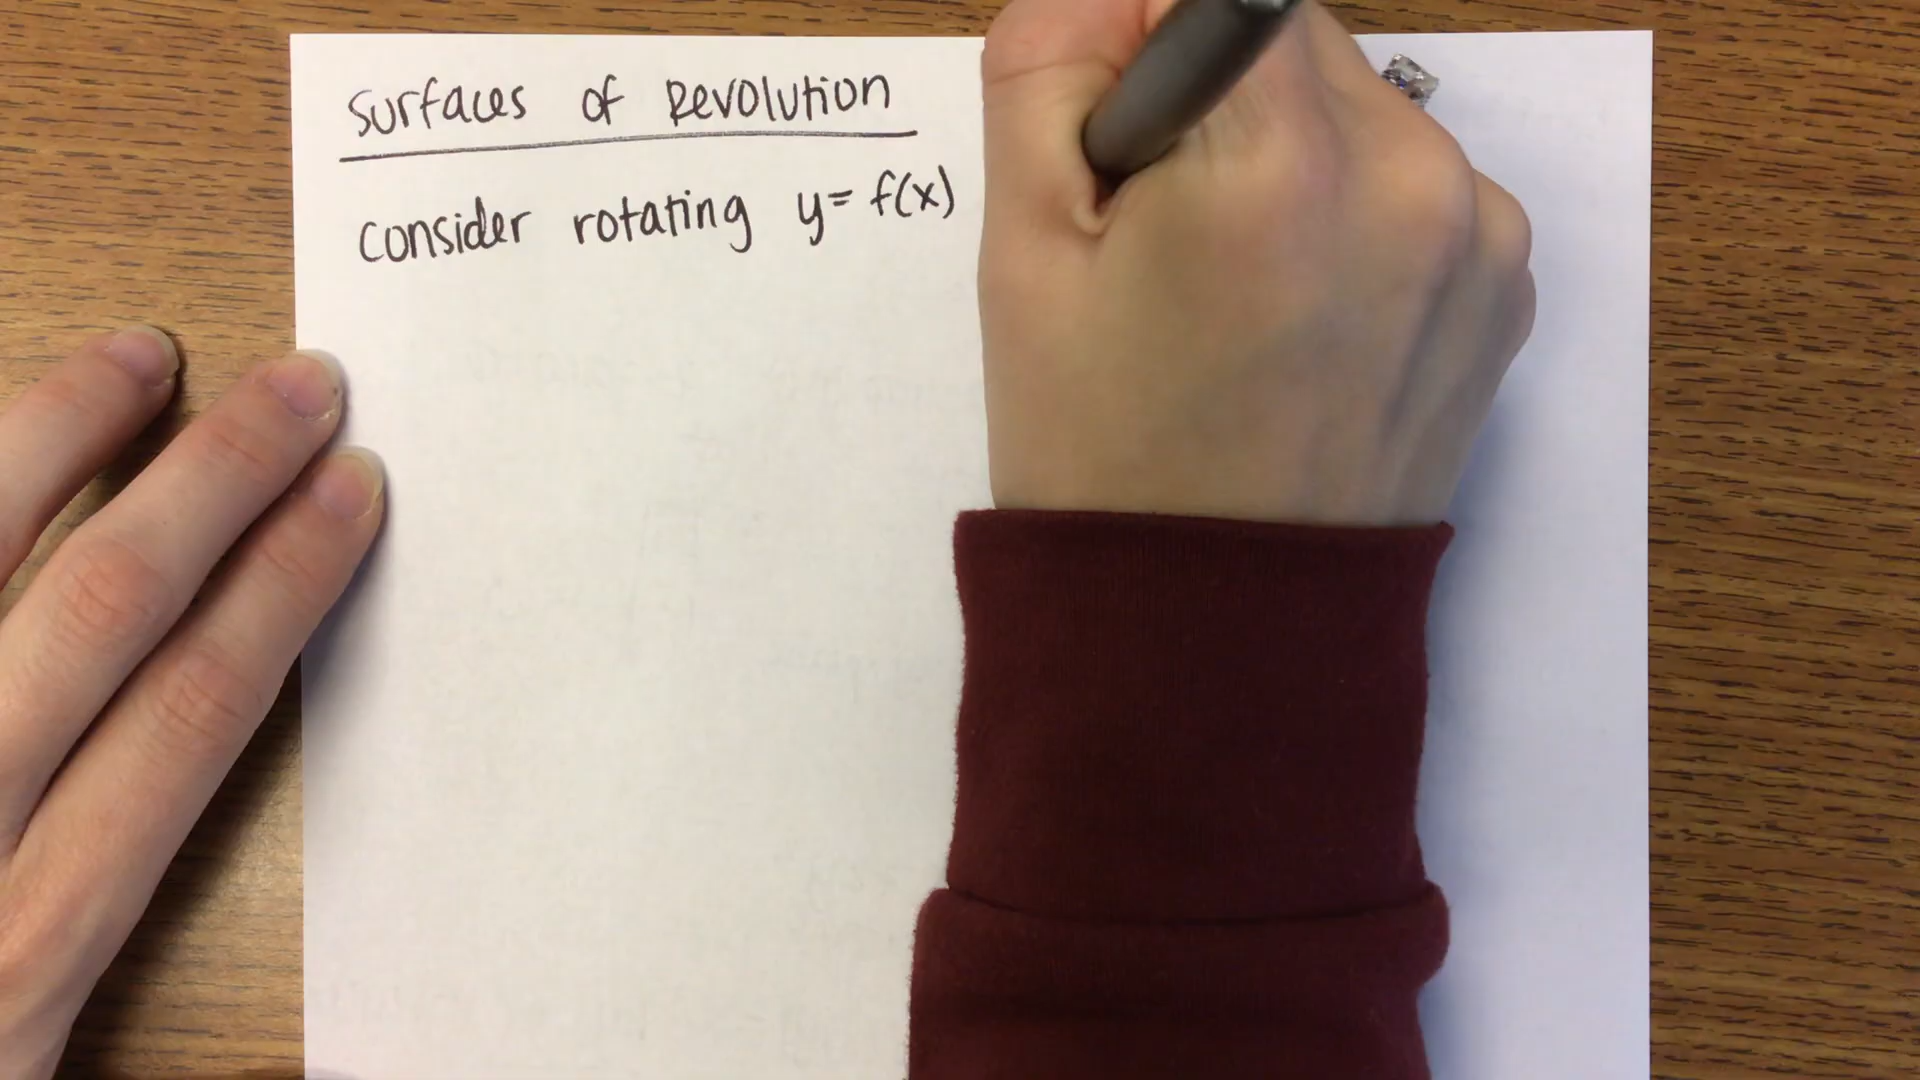 Surfaces of Revolution
consider rotating y = f(x)